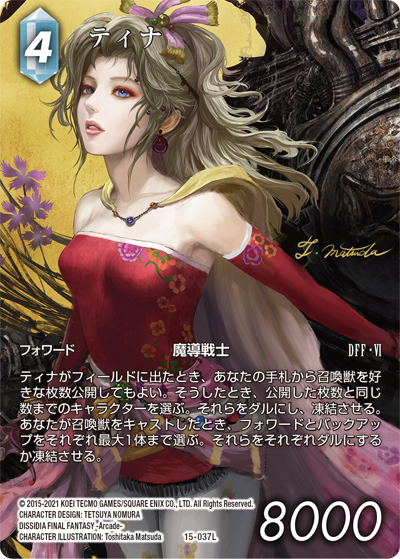 4
ティナ
T. Matsuda
フォワード 魔導戦士 DFF・VI
ティナがフィールドに出たとき、あなたの手札から召喚獣を好
きな枚数公開してもよい。そうしたとき、公開した枚数と同じ
数までのキャラクターを選ぶ。それらをダルにし、凍結させる。
あなたが召喚獣をキャストしたとき、フォワードとバックアッ
プをそれぞれ最大1体まで選ぶ。それらをそれぞれダルにする
か凍結させる。
© 2015-2021 KOEI TECMO GAMES/SQUARE ENIX CO., LTD. All Rights Reserved.
CHARACTER DESIGN: TETSUYA NOMURA
DISSIDIA FINAL FANTASY -Arcade-
CHARACTER ILLUSTRATION: Toshitaka Matsuda
15-037L
8000